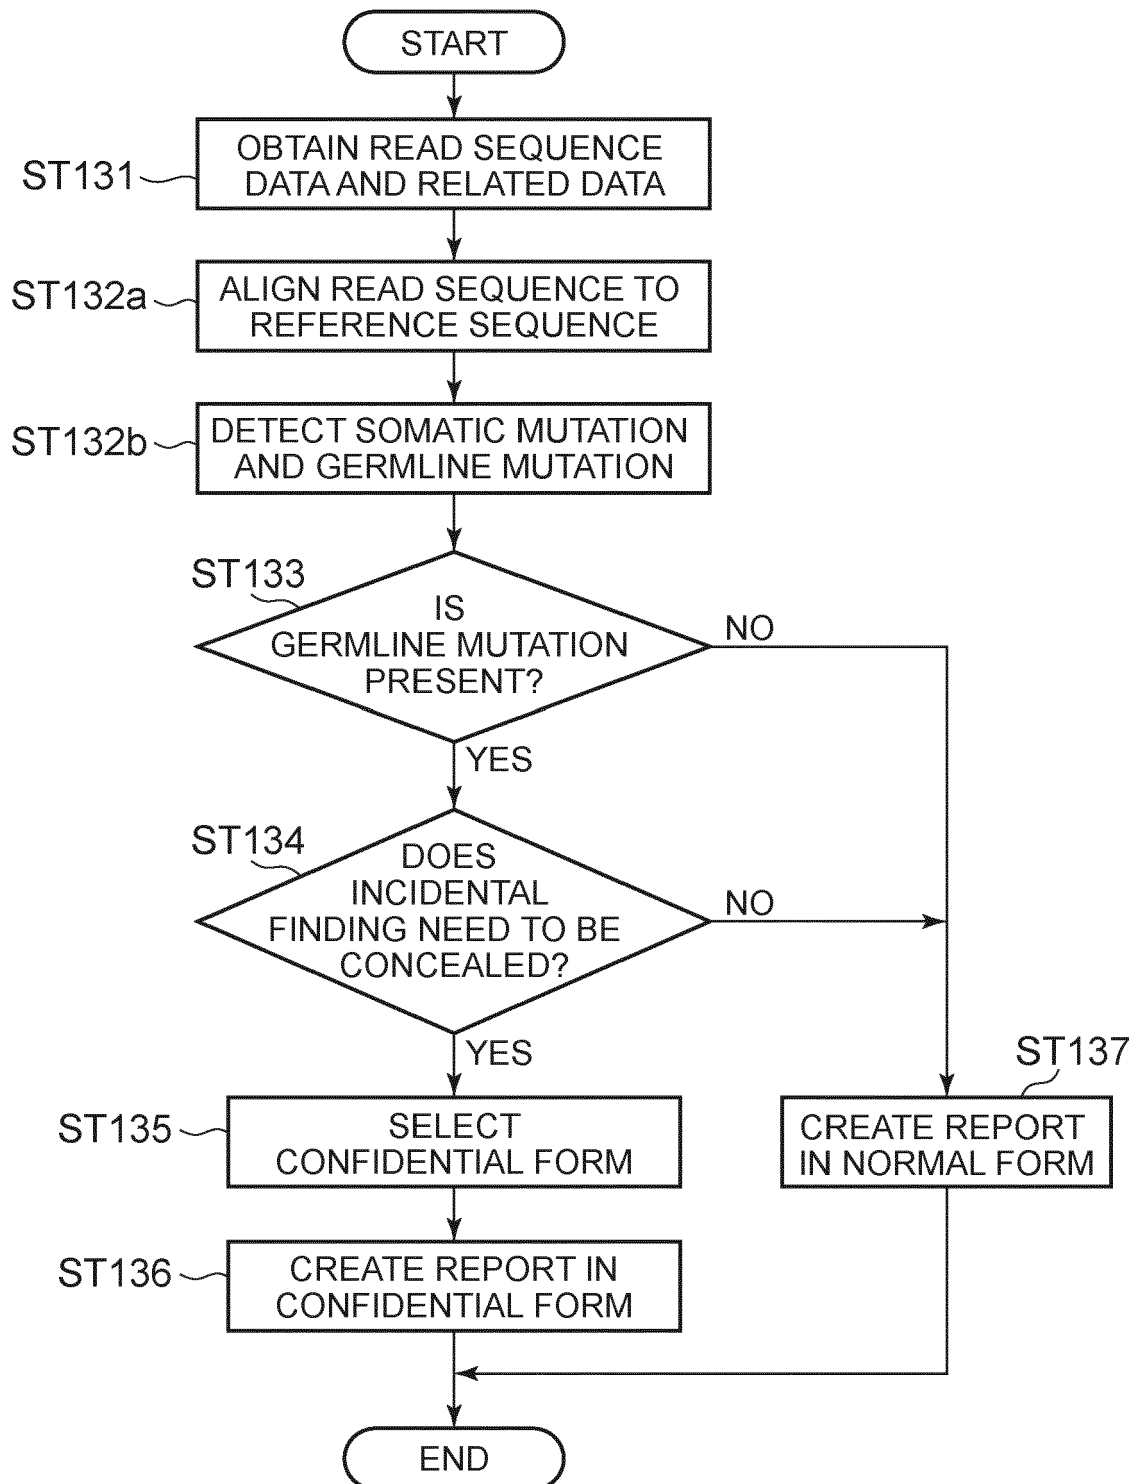 START
ST131
OBTAIN READ SEQUENCE
DATA AND RELATED DATA
ST132a
ALIGN READ SEQUENCE TO
REFERENCE SEQUENCE
ST132b
DETECT SOMATIC MUTATION
AND GERMLINE MUTATION
ST133
IS
GERMLINE MUTATION
PRESENT?
NO
YES
ST134
DOES
INCIDENTAL
FINDING NEED TO BE
CONCEALED?
NO
YES
ST135
SELECT
CONFIDENTIAL FORM
ST137
CREATE REPORT
IN NORMAL FORM
ST136
CREATE REPORT IN
CONFIDENTIAL FORM
END